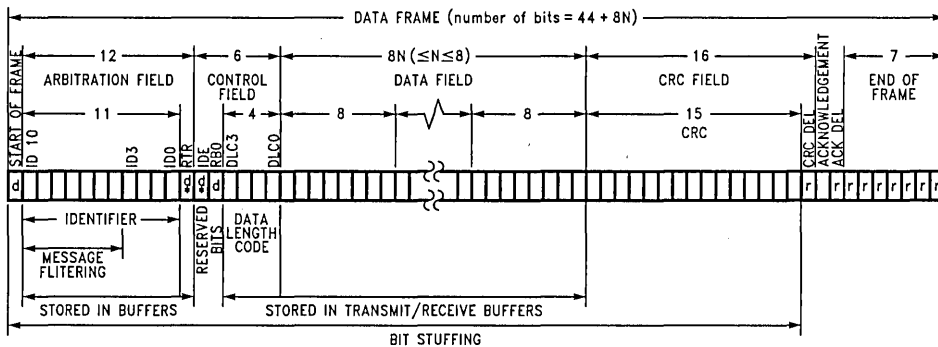 DATA FRAME (number of bits = 44 + 8N)
12
ARBITRATION FIELD
6
CONTROL
FIELD
8N (≤N≤8)
DATA FIELD
16
CRC FIELD
7
END OF
FRAME
11
4
8
8
15
CRC
START OF FRAME
ID 10
ID3
ID0
RTR
IDE
RB0
DLC3
DLC0
CRC DEL
ACKNOWLEDGEMENT
ACK DEL
d d d d r r r r r r r r r
* *
IDENTIFIER
MESSAGE
FLITERING
RESERVED
BITS
DATA
LENGTH
CODE
STORED IN BUFFERS
STORED IN TRANSMIT/RECEIVE BUFFERS
BIT STUFFING